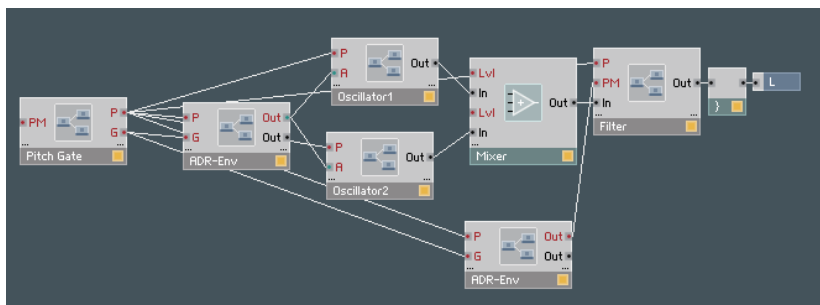 PM
P
G
...
...
Pitch Gate
P
G
Out
Out
...
...
ADR-Env
P
A
Out
...
...
Oscillator1
P
A
Out
...
...
Oscillator2
Lvl
In
Lvl
In
Out
...
...
Mixer
P
PM
In
Out
...
...
Filter
}
L
P
G
Out
Out
...
...
ADR-Env